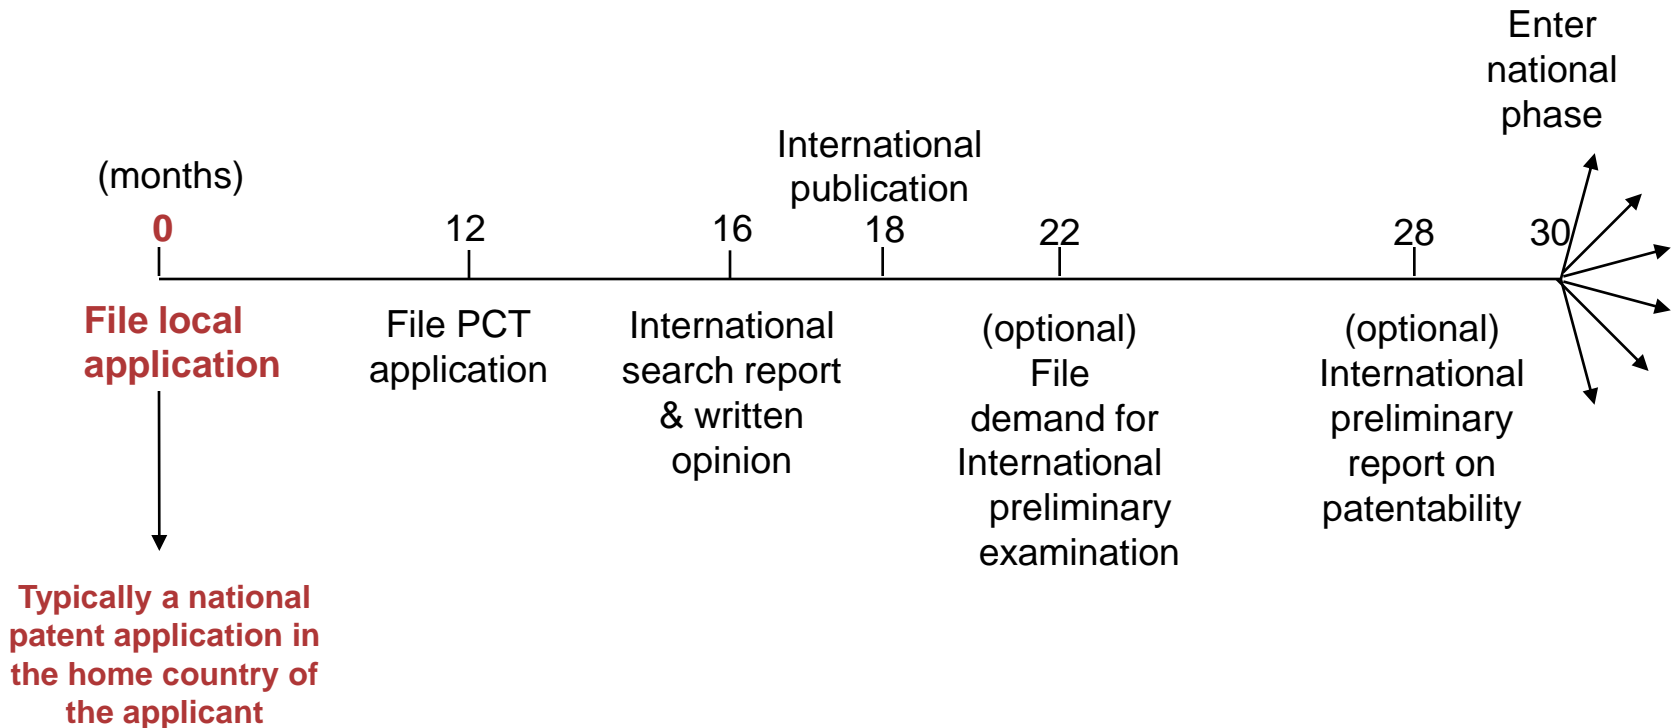 Enter
national
phase
International
publication
(months)
0
12
16
18
22
28
30
File local
application
File PCT
application
International
search report
& written
opinion
(optional)
File
demand for
International
preliminary
examination
(optional)
International
preliminary
report on
patentability
Typically a national
patent application in
the home country of
the applicant